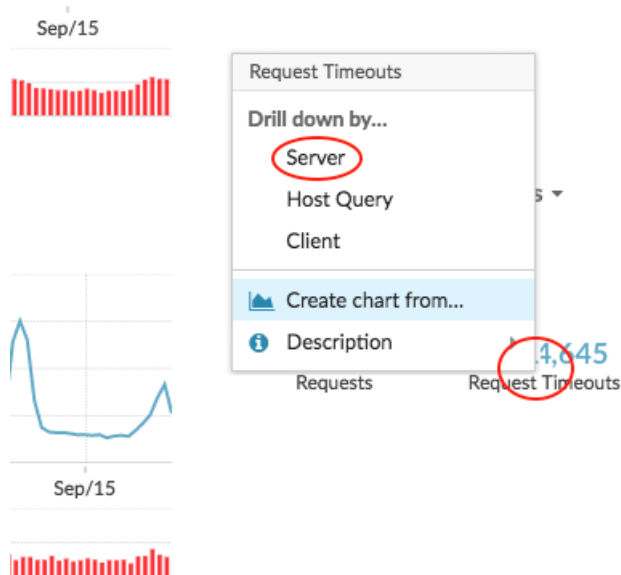 Sep/15
Request Timeouts
Drill down by...
Server
Host Query
Client
Create chart from...
Description
Requests
4,645
Request Timeouts
Sep/15